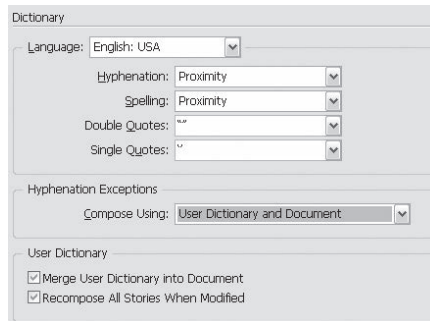 Dictionary
Language: English: USA
Hyphenation: Proximity
Spelling: Proximity
Double Quotes: “”
Single Quotes: ‘’
Hyphenation Exceptions
Compose Using: User Dictionary and Document
User Dictionary
Merge User Dictionary into Document
Recompose All Stories When Modified